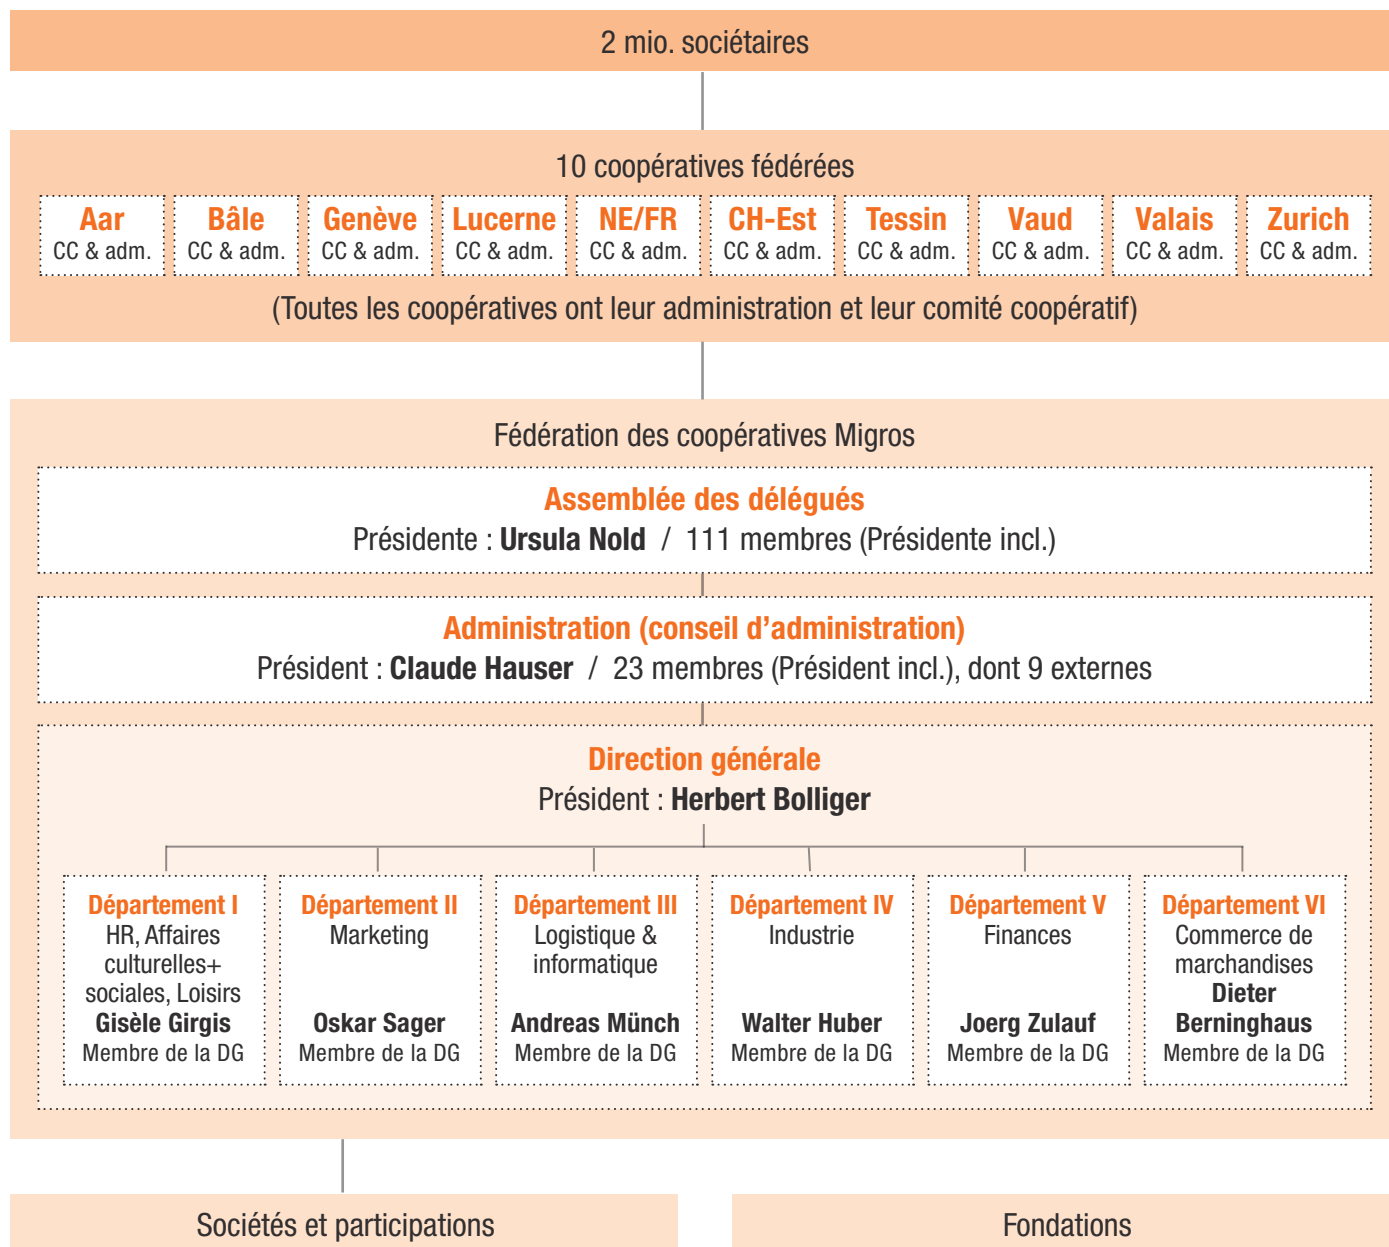 2 mio. sociétaires
10 coopératives fédérées
Aar
CC & adm.
Bâle
CC & adm.
Genève
CC & adm.
Lucerne
CC & adm.
NE/FR
CC & adm.
CH-Est
CC & adm.
Tessin
CC & adm.
Vaud
CC & adm.
Valais
CC & adm.
Zurich
CC & adm.
(Toutes les coopératives ont leur administration et leur comité coopératif)
Fédération des coopératives Migros
Assemblée des délégués
Présidente : Ursula Nold / 111 membres (Présidente incl.)
Administration (conseil d’administration)
Président : Claude Hauser / 23 membres (Président incl.), dont 9 externes
Direction générale
Président : Herbert Bolliger
Département I
HR, Affaires
culturelles+
sociales, Loisirs
Gisèle Girgis
Membre de la DG
Département II
Marketing
Oskar Sager
Membre de la DG
Département III
Logistique &
informatique
Andreas Münch
Membre de la DG
Département IV
Industrie
Walter Huber
Membre de la DG
Département V
Finances
Joerg Zulauf
Membre de la DG
Département VI
Commerce de
marchandises
Dieter
Berninghaus
Membre de la DG
Sociétés et participations
Fondations